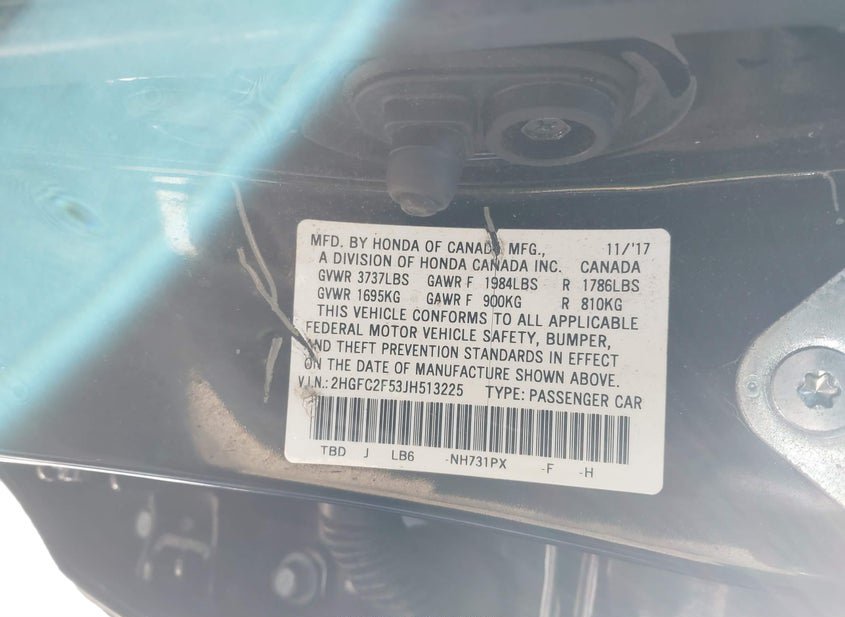 MFD. BY HONDA OF CANADA MFG., 11/'17
A DIVISION OF HONDA CANADA INC. CANADA
GVWR 3737LBS GAWR F 1984LBS R 1786LBS
GVWR 1695KG GAWR F 900KG R 810KG
THIS VEHICLE CONFORMS TO ALL APPLICABLE
FEDERAL MOTOR VEHICLE SAFETY, BUMPER,
AND THEFT PREVENTION STANDARDS IN EFFECT
ON THE DATE OF MANUFACTURE SHOWN ABOVE.
V.I.N.: 2HGFC2F53JH513225 TYPE: PASSENGER CAR
TBD J LB6 -NH731PX -F -H